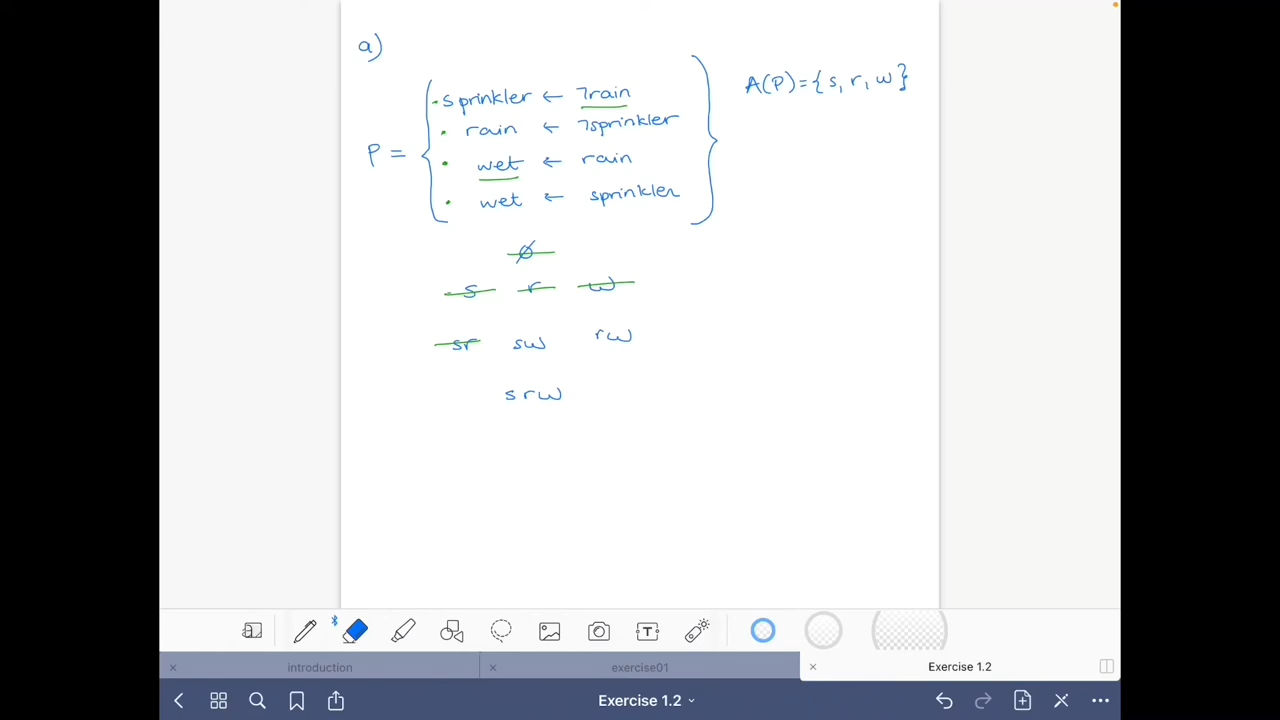 a)
P = { sprinkler ← ¬rain
rain ← ¬sprinkler
wet ← rain
wet ← sprinkler }
A(P)={s, r, w}
∅
s r w
sr sw rw
srw
introduction
exercise01
Exercise 1.2
Exercise 1.2